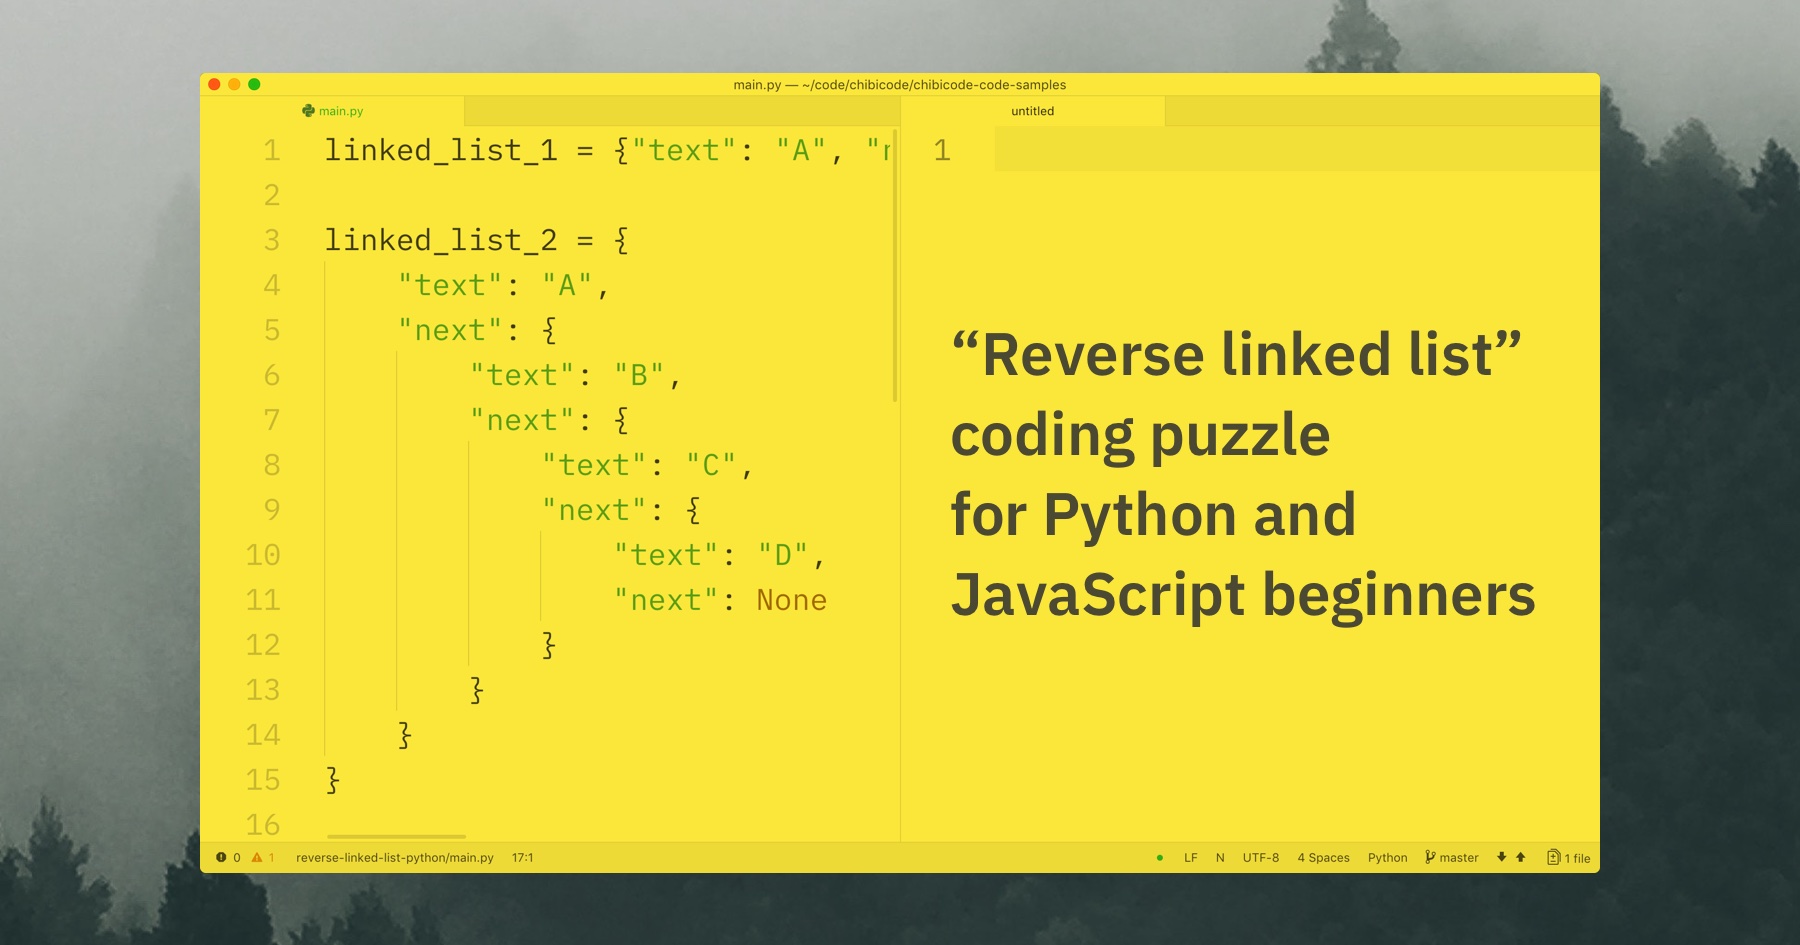 main.py — ~/code/chibicode/chibicode-code-samples
main.py
untitled
1 linked_list_1 = {"text": "A", "n
2
3 linked_list_2 = {
4 "text": "A",
5 "next": {
6 "text": "B",
7 "next": {
8 "text": "C",
9 "next": {
10 "text": "D",
11 "next": None
12 }
13 }
14 }
15 }
16
1
“Reverse linked list”
coding puzzle
for Python and
JavaScript beginners
0 1 reverse-linked-list-python/main.py 17:1 LF N UTF-8 4 Spaces Python master 1 file